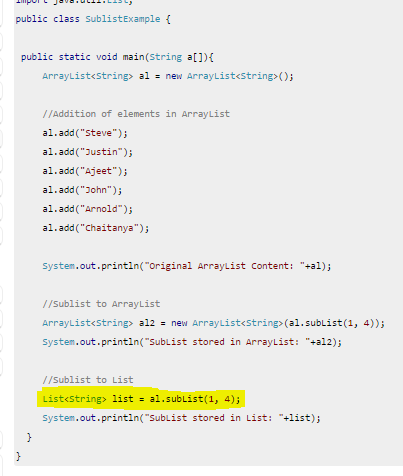 import java.util.List;
public class SublistExample {
public static void main(String a[]){
ArrayList<String> al = new ArrayList<String>();
//Addition of elements in ArrayList
al.add("Steve");
al.add("Justin");
al.add("Ajeet");
al.add("John");
al.add("Arnold");
al.add("Chaitanya");
System.out.println("Original ArrayList Content: "+al);
//Sublist to ArrayList
ArrayList<String> al2 = new ArrayList<String>(al.subList(1, 4));
System.out.println("SubList stored in ArrayList: "+al2);
//Sublist to List
List<String> list = al.subList(1, 4);
System.out.println("SubList stored in List: "+list);
}
}